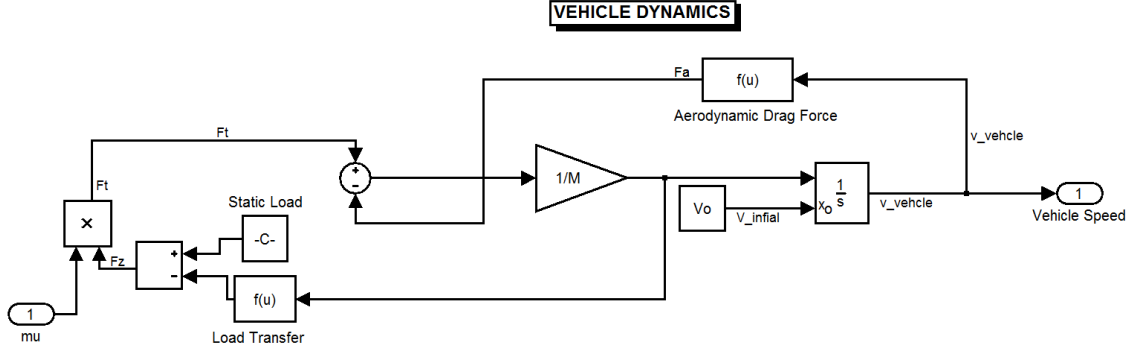 VEHICLE DYNAMICS
Fa
f(u)
Aerodynamic Drag Force
Ft
v_vehcle
+
−
1/M
1
s
xo
Vo
V_infial
v_vehcle
1
Vehicle Speed
Ft
×
Static Load
-C-
+
−
Fz
f(u)
Load Transfer
1
mu